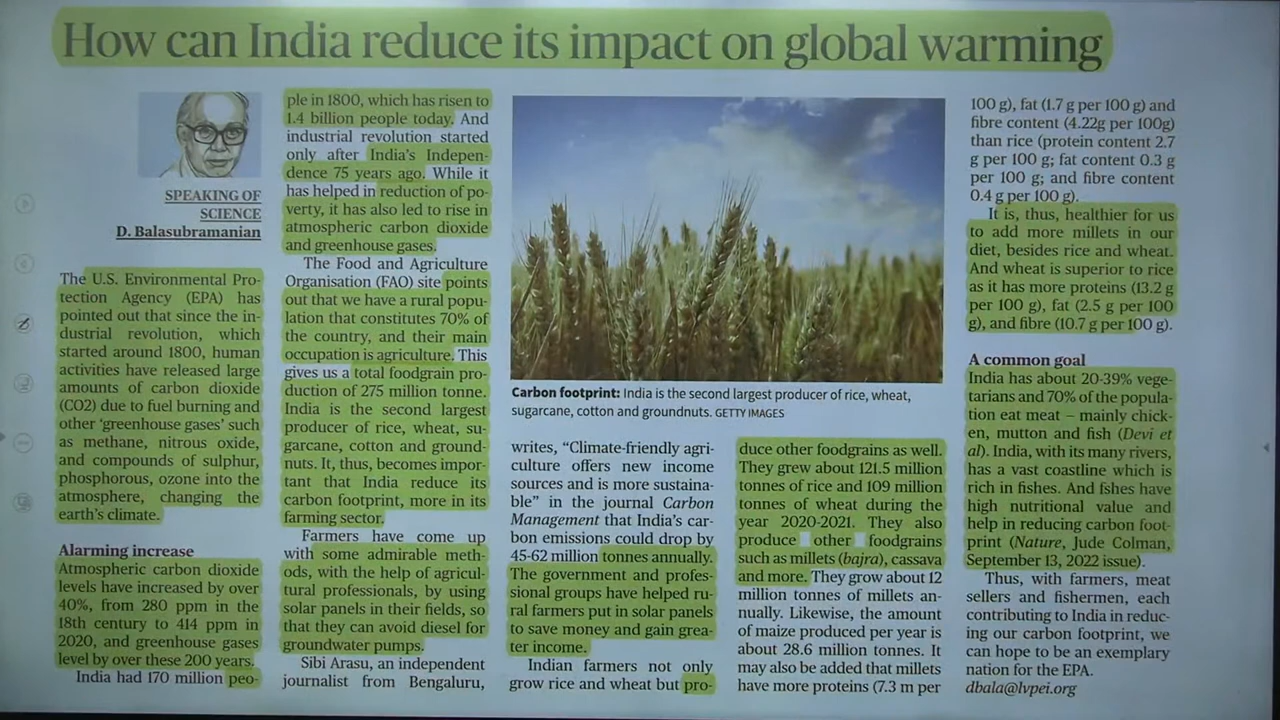 How can India reduce its impact on global warming
SPEAKING OF
SCIENCE
D. Balasubramanian
The U.S. Environmental Pro-
tection Agency (EPA) has
pointed out that since the in-
dustrial revolution, which
started around 1800, human
activities have released large
amounts of carbon dioxide
(CO2) due to fuel burning and
other ‘greenhouse gases’ such
as methane, nitrous oxide,
and compounds of sulphur,
phosphorous, ozone into the
atmosphere, changing the
earth’s climate.
Alarming increase
Atmospheric carbon dioxide
levels have increased by over
40%, from 280 ppm in the
18th century to 414 ppm in
2020, and greenhouse gases
level by over these 200 years.
India had 170 million peo-
ple in 1800, which has risen to
1.4 billion people today. And
industrial revolution started
only after India’s Indepen-
dence 75 years ago. While it
has helped in reduction of po-
verty, it has also led to rise in
atmospheric carbon dioxide
and greenhouse gases.
The Food and Agriculture
Organisation (FAO) site points
out that we have a rural popu-
lation that constitutes 70% of
the country, and their main
occupation is agriculture. This
gives us a total foodgrain pro-
duction of 275 million tonne.
India is the second largest
producer of rice, wheat, su-
garcane, cotton and ground-
nuts. It, thus, becomes impor-
tant that India reduce its
carbon footprint, more in its
farming sector.
Farmers have come up
with some admirable meth-
ods, with the help of agricul-
tural professionals, by using
solar panels in their fields, so
that they can avoid diesel for
groundwater pumps.
Sibi Arasu, an independent
journalist from Bengaluru,
Carbon footprint: India is the second largest producer of rice, wheat,
sugarcane, cotton and groundnuts. GETTY IMAGES
writes, “Climate-friendly agri-
culture offers new income
sources and is more sustaina-
ble” in the journal Carbon
Management that India’s car-
bon emissions could drop by
45-62 million tonnes annually.
The government and profes-
sional groups have helped ru-
ral farmers put in solar panels
to save money and gain grea-
ter income.
Indian farmers not only
grow rice and wheat but pro-
duce other foodgrains as well.
They grew about 121.5 million
tonnes of rice and 109 million
tonnes of wheat during the
year 2020-2021. They also
produce other foodgrains
such as millets (bajra), cassava
and more. They grow about 12
million tonnes of millets an-
nually. Likewise, the amount
of maize produced per year is
about 28.6 million tonnes. It
may also be added that millets
have more proteins (7.3 m per
100 g), fat (1.7 g per 100 g) and
fibre content (4.22g per 100g)
than rice (protein content 2.7
g per 100 g; fat content 0.3 g
per 100 g; and fibre content
0.4 g per 100 g).
It is, thus, healthier for us
to add more millets in our
diet, besides rice and wheat.
And wheat is superior to rice
as it has more proteins (13.2 g
per 100 g), fat (2.5 g per 100
g), and fibre (10.7 g per 100 g).
A common goal
India has about 20-39% vege-
tarians and 70% of the popula-
tion eat meat – mainly chick-
en, mutton and fish (Devi et
al). India, with its many rivers,
has a vast coastline which is
rich in fishes. And fshes have
high nutritional value and
help in reducing carbon foot-
print (Nature, Jude Colman,
September 13, 2022 issue).
Thus, with farmers, meat
sellers and fishermen, each
contributing to India in reduc-
ing our carbon footprint, we
can hope to be an exemplary
nation for the EPA.
dbala@lvpei.org